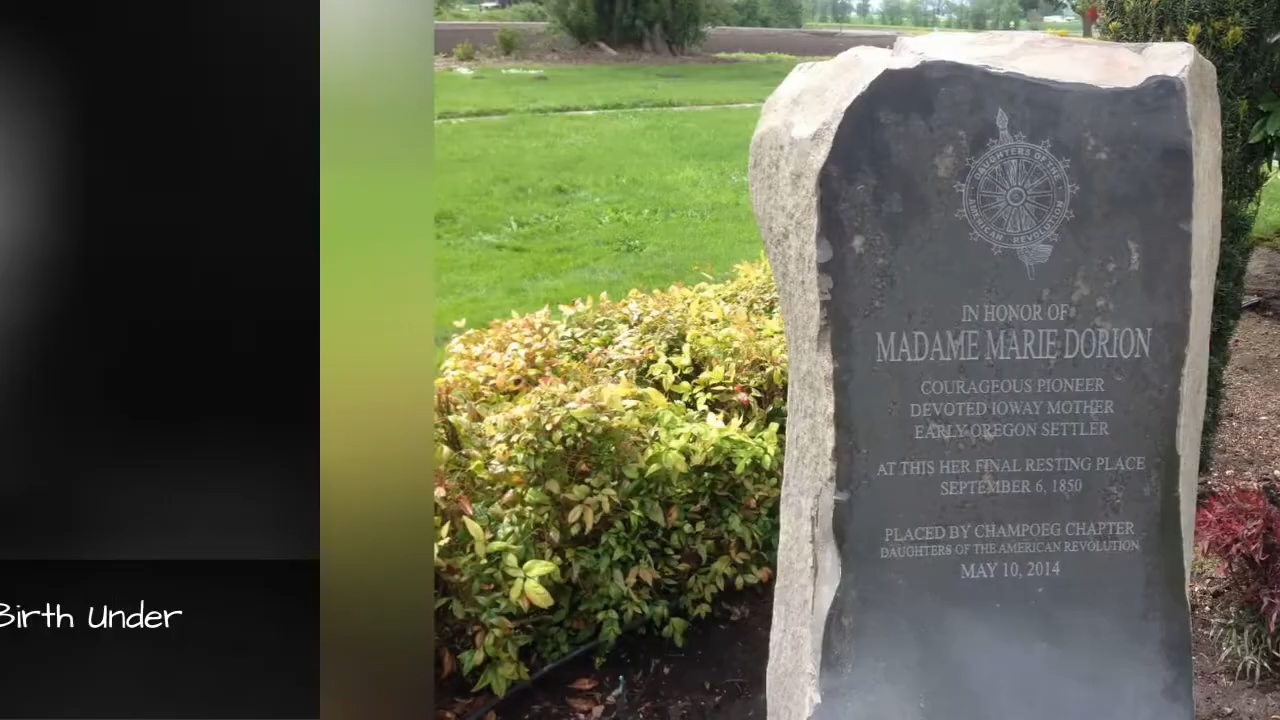 Birth Under
DAUGHTERS OF THE
AMERICAN REVOLUTION
IN HONOR OF
MADAME MARIE DORION
COURAGEOUS PIONEER
DEVOTED IOWAY MOTHER
EARLY OREGON SETTLER
AT THIS HER FINAL RESTING PLACE
SEPTEMBER 6, 1850
PLACED BY CHAMPOEG CHAPTER
DAUGHTERS OF THE AMERICAN REVOLUTION
MAY 10, 2014